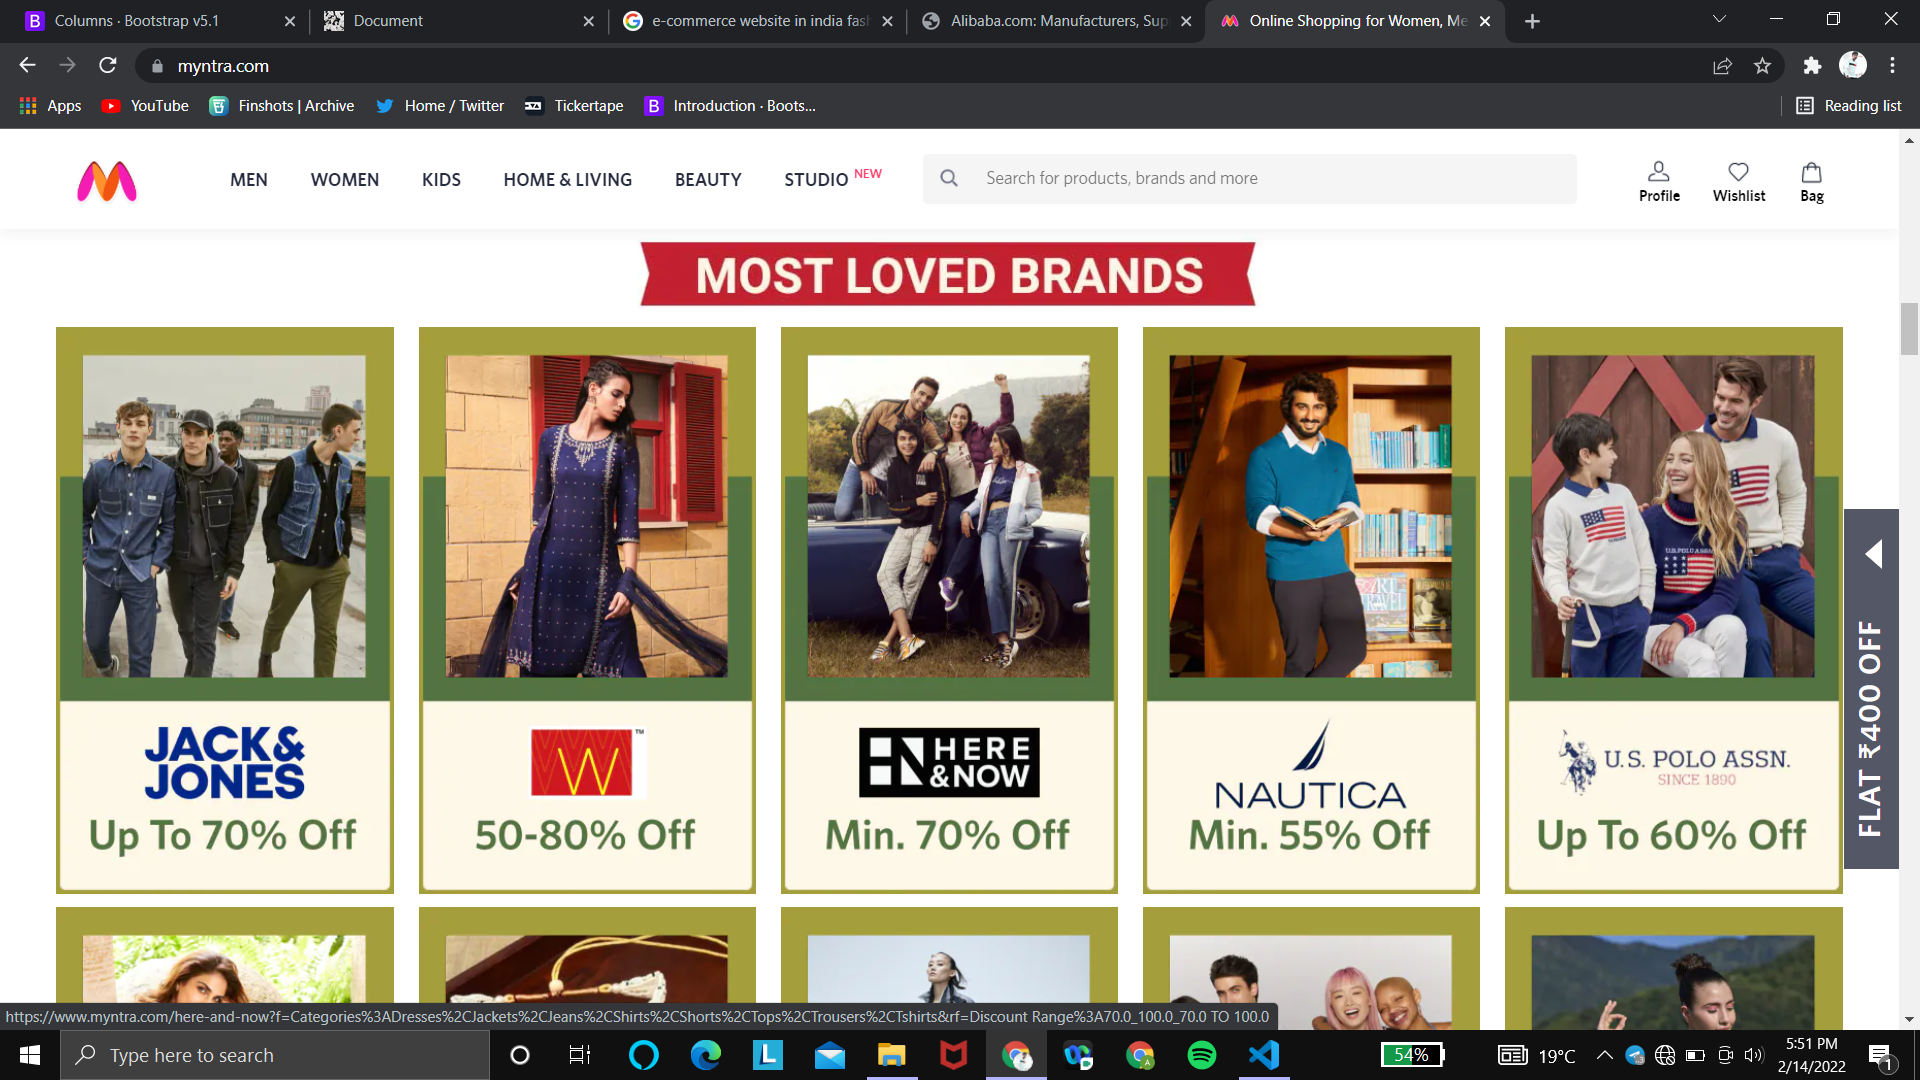 Columns · Bootstrap v5.1
Document
e-commerce website in india fas
Alibaba.com: Manufacturers, Sup
Online Shopping for Women, Me
myntra.com
Apps
YouTube
Finshots | Archive
Home / Twitter
Tickertape
Introduction · Boots...
Reading list
MEN
WOMEN
KIDS
HOME & LIVING
BEAUTY
STUDIO NEW
Search for products, brands and more
Profile
Wishlist
Bag
MOST LOVED BRANDS
JACK&
JONES
Up To 70% Off
W TM
50-80% Off
HN HERE
&NOW
Min. 70% Off
NAUTICA
Min. 55% Off
U.S. POLO ASSN.
SINCE 1890
Up To 60% Off
FLAT ₹400 OFF
https://www.myntra.com/here-and-now?f=Categories%3ADresses%2CJackets%2CJeans%2CShirts%2CShorts%2CTops%2CTrousers%2CTshirts&rf=Discount Range%3A70.0_100.0_70.0 TO 100.0
Type here to search
54%
19°C
5:51 PM
2/14/2022
1